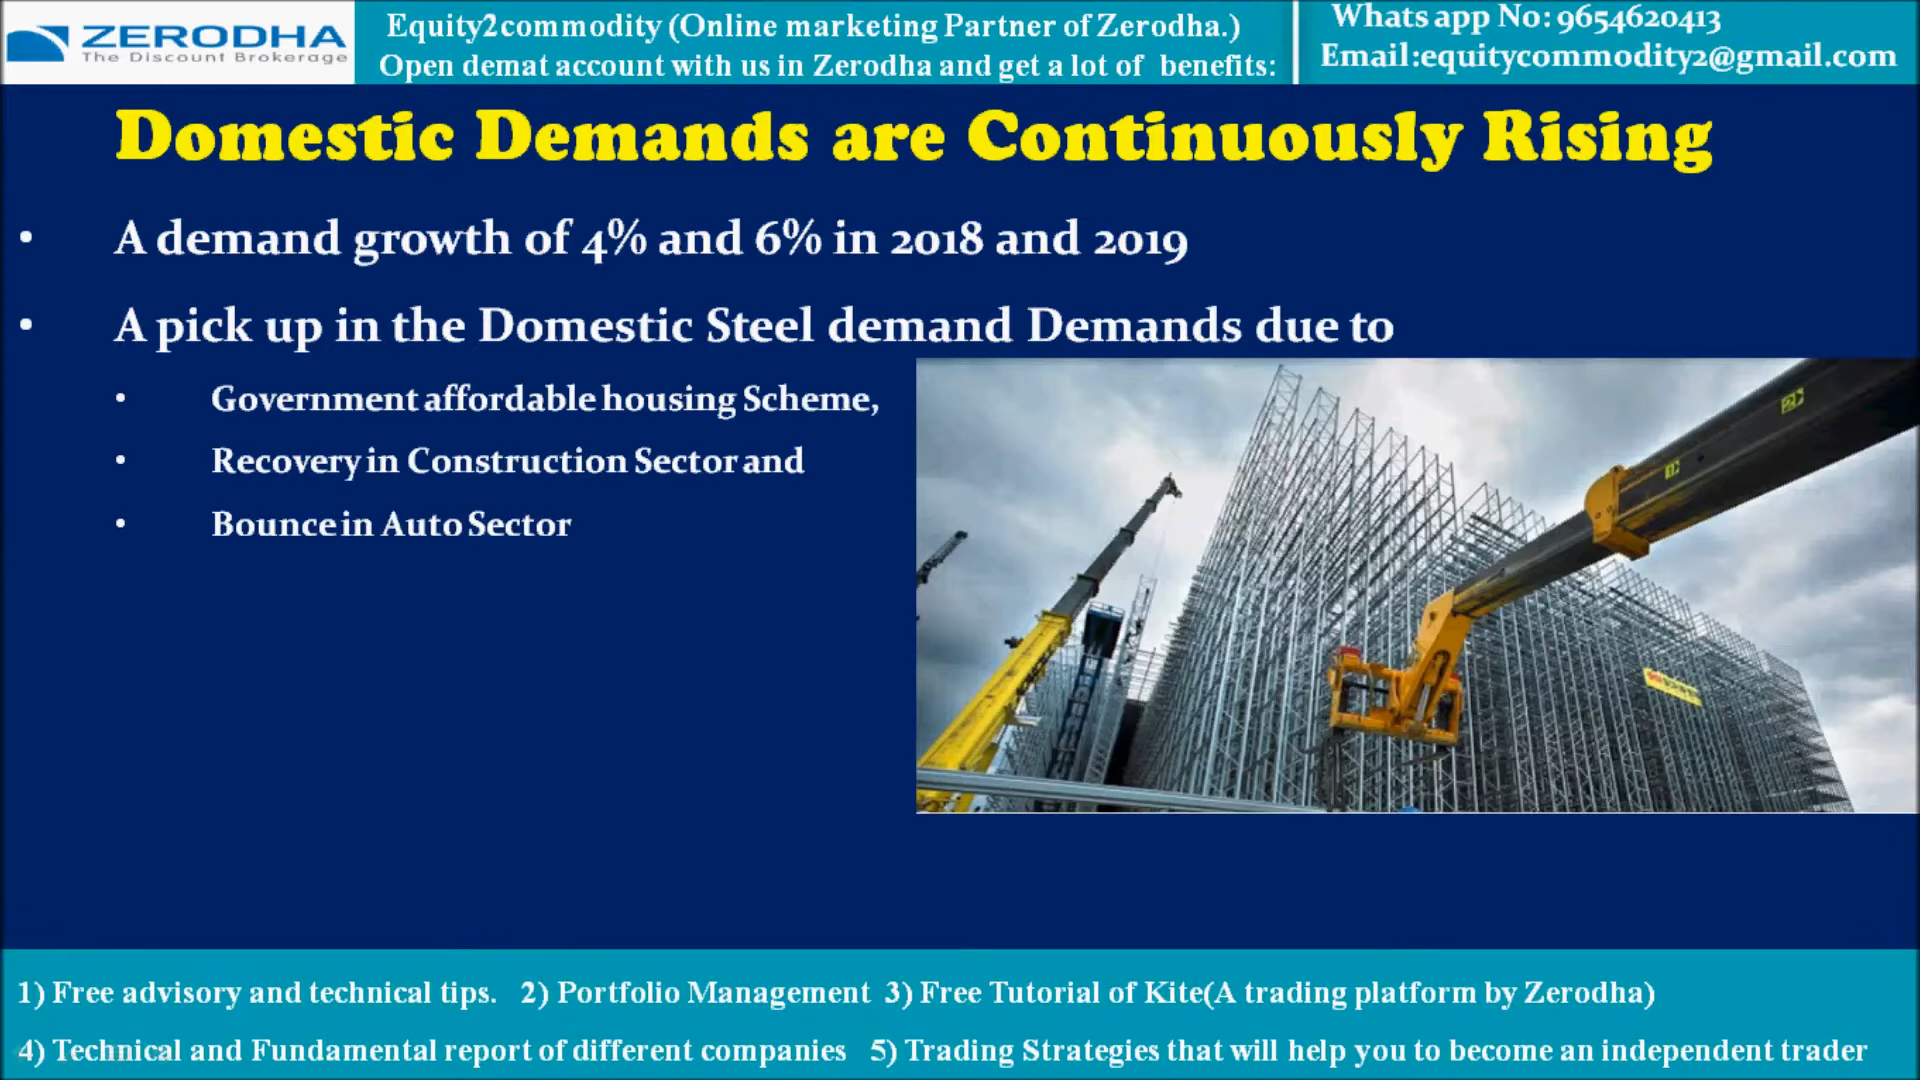 ZERODHA
The Discount Brokerage
Equity2commodity (Online marketing Partner of Zerodha.)
Open demat account with us in Zerodha and get a lot of benefits:
Whats app No: 9654620413
Email:equitycommodity2@gmail.com
Domestic Demands are Continuously Rising
• A demand growth of 4% and 6% in 2018 and 2019
• A pick up in the Domestic Steel demand Demands due to
• Government affordable housing Scheme,
• Recovery in Construction Sector and
• Bounce in Auto Sector
1) Free advisory and technical tips. 2) Portfolio Management 3) Free Tutorial of Kite(A trading platform by Zerodha)
4) Technical and Fundamental report of different companies 5) Trading Strategies that will help you to become an independent trader